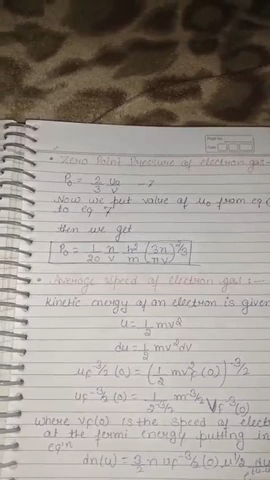 • Zero Point Pressure of electron gas:-
P₀ = 2/3 U₀/V —7
Now we put value of u₀ from eq
to eq 7
then we get
P₀ = 1/20 n/V h²/m (3n/πV)^2/3
• Average Speed of electron gas:—
Kinetic energy of an electron is given
u = 1/2 mv²
du = 1/2 mv²dv
uf^-3/2(0) = (1/2 mv²f(0))^-3/2
uf^-3/2(0) = 1/2^-3/2 m^-3/2 Vf^-3(0)
where Vf(0) is the speed of elect
at the fermi energy putting in
eqⁿ
dn(u) = 3/2 n uf^-3/2(0) u^1/2 du